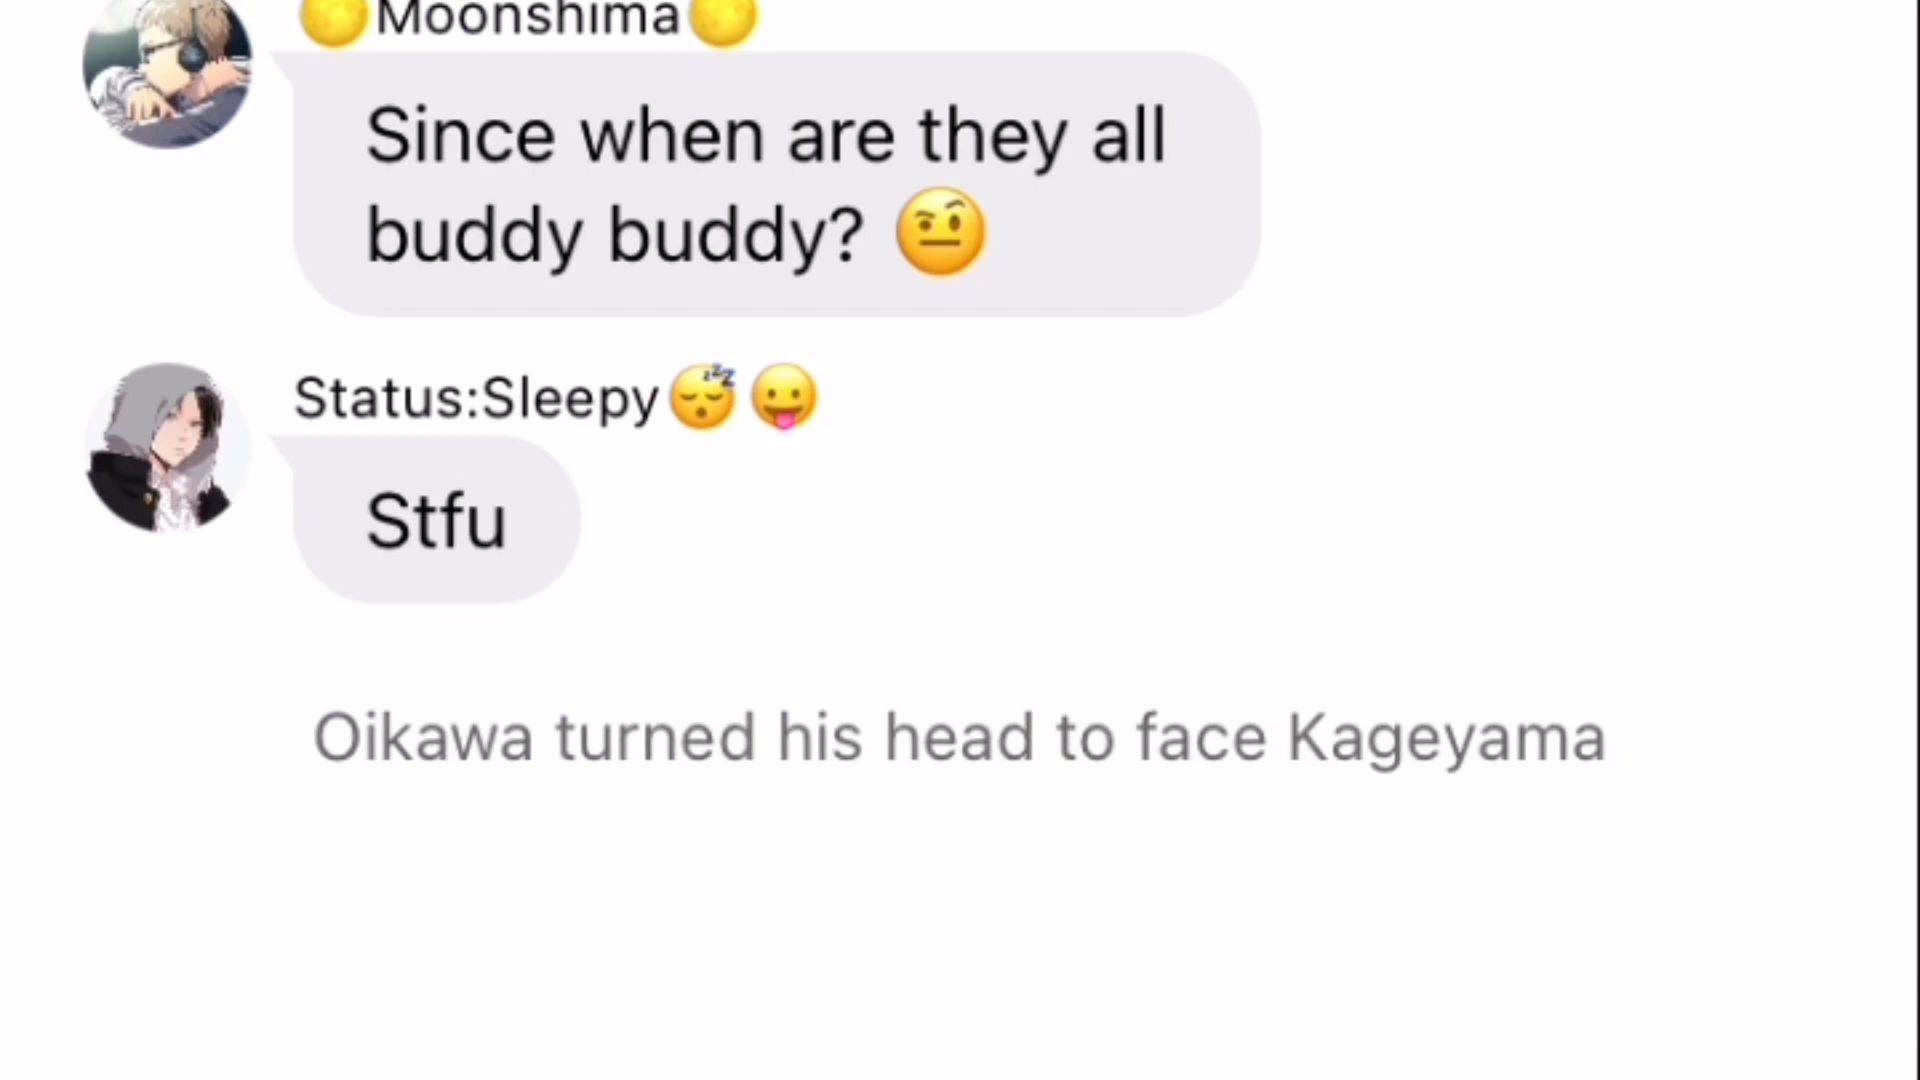 🌕Moonshima🌕
Since when are they all
buddy buddy? 🤨
Status:Sleepy😴😛
Stfu
Oikawa turned his head to face Kageyama